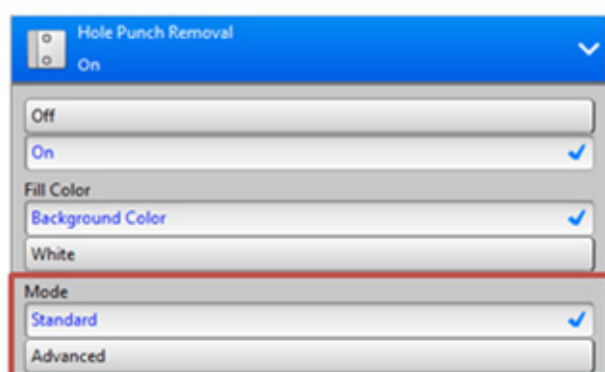 Hole Punch Removal
On
Off
On
Fill Color
Background Color
White
Mode
Standard
Advanced